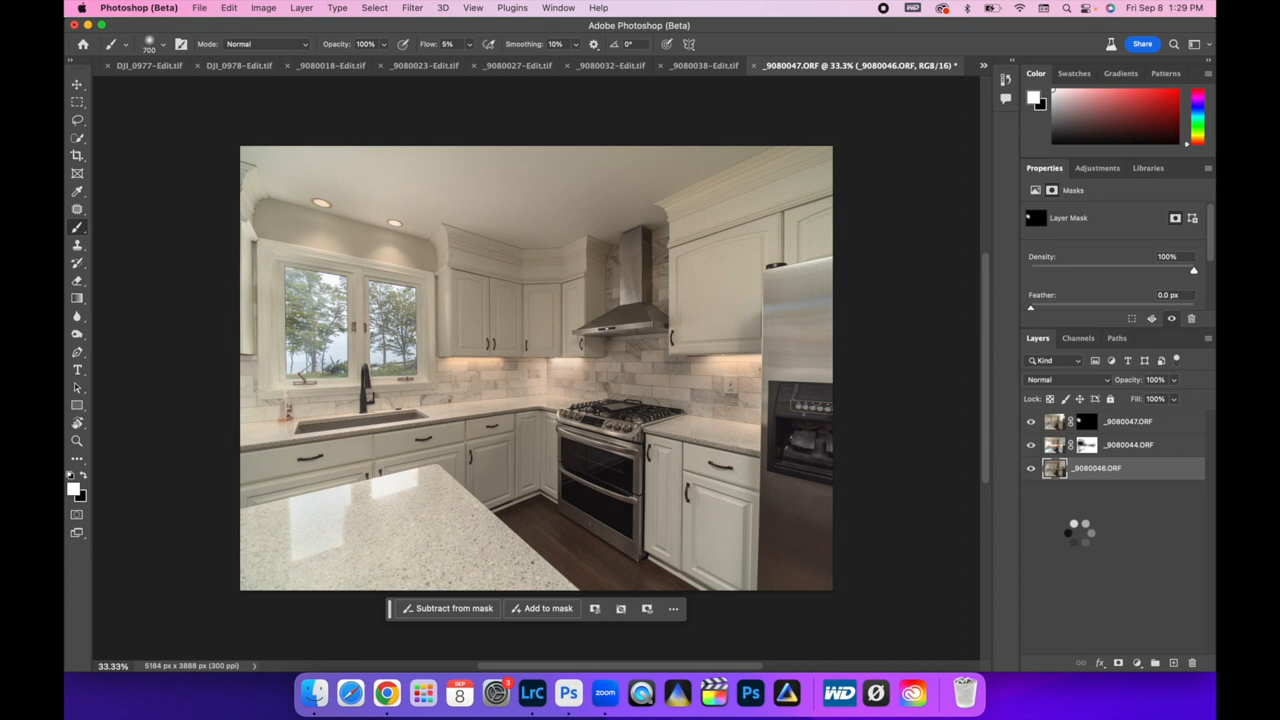 Photoshop (Beta) File Edit Image Layer Type Select Filter 3D View Plugins Window Help
WD
Fri Sep 8 1:29 PM
Adobe Photoshop (Beta)
700
Mode: Normal
Opacity: 100%
Flow: 5%
Smoothing: 10%
0°
Share
DJI_0977-Edit.tif
DJI_0978-Edit.tif
_9080018-Edit.tif
_9080023-Edit.tif
_9080027-Edit.tif
_9080032-Edit.tif
_9080038-Edit.tif
_9080047.ORF @ 33.3% (_9080046.ORF, RGB/16) *
Color Swatches Gradients Patterns
Properties Adjustments Libraries
Masks
Layer Mask
Density: 100%
Feather: 0.0 px
Layers Channels Paths
Kind
Normal Opacity: 100%
Lock: Fill: 100%
_9080047.ORF
_9080044.ORF
_9080046.ORF
Subtract from mask Add to mask
33.33% 5184 px x 3888 px (300 ppi)
SEP
8
3
LrC
Ps
zoom
Ps
WD